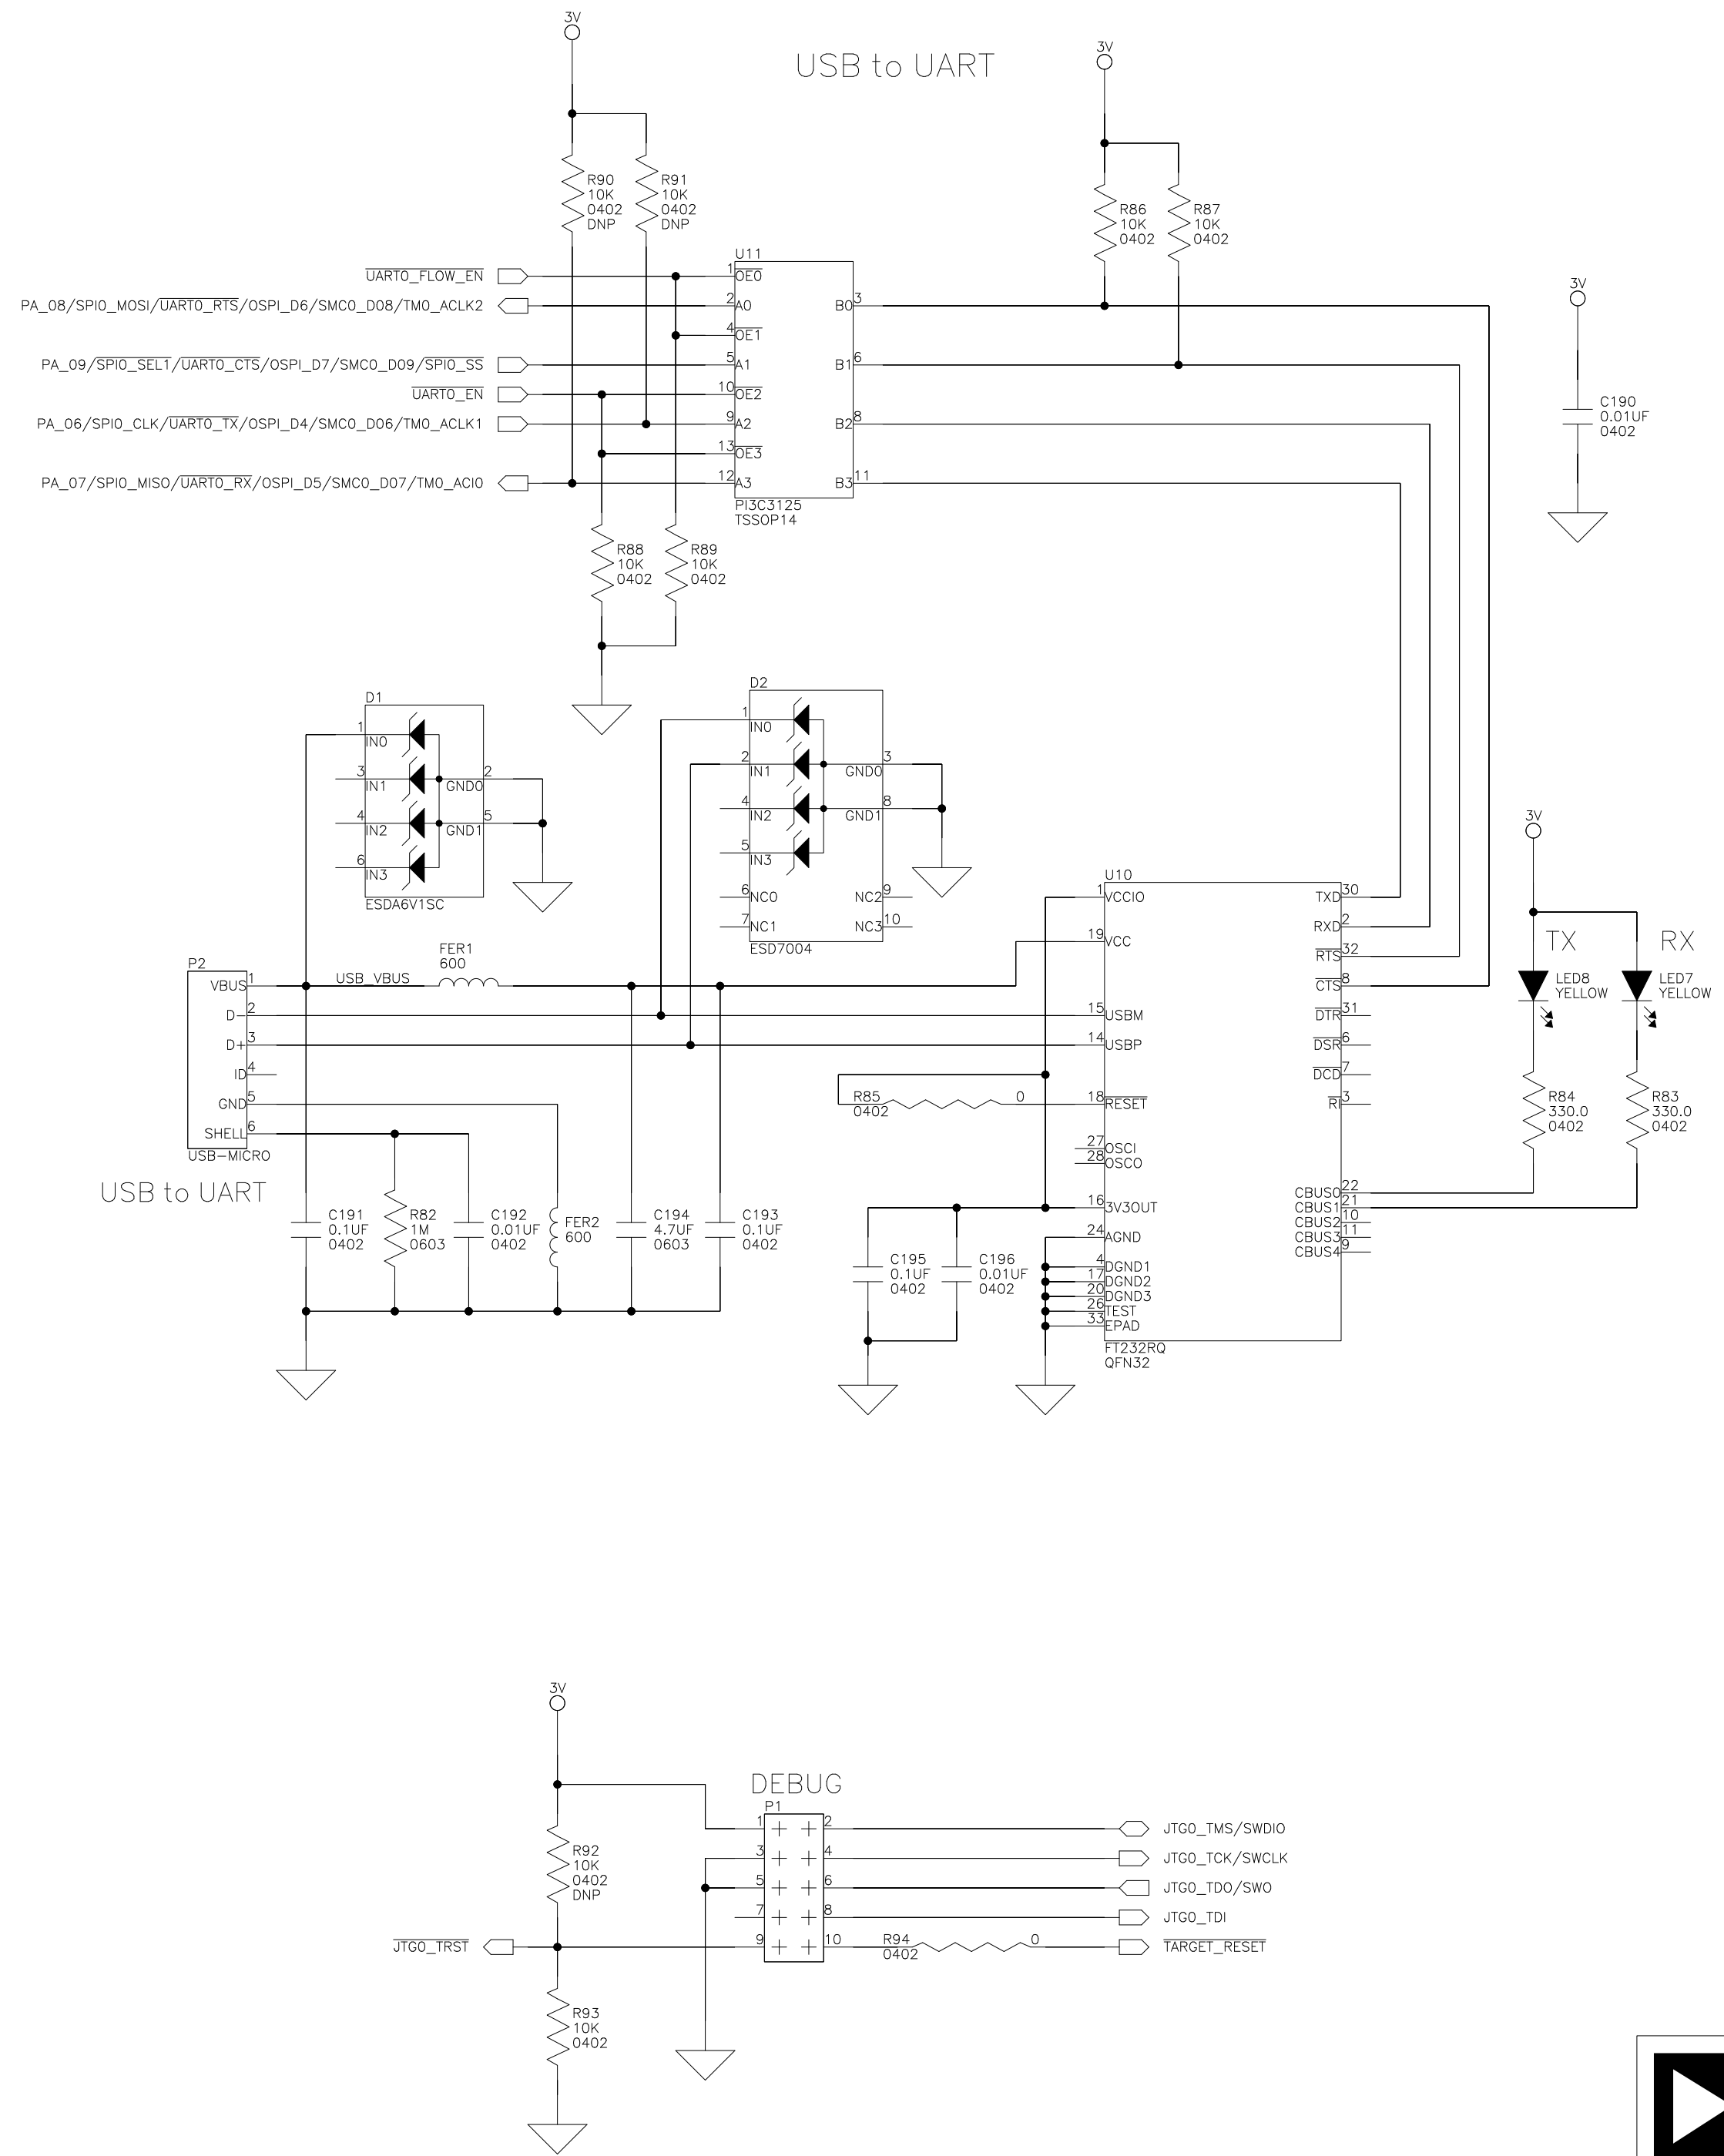 USB to UART
3V
3V
R90
10K
0402
DNP
R91
10K
0402
DNP
R86
10K
0402
R87
10K
0402
U11
UART0_FLOW_EN 1 OE0
PA_08/SPI0_MOSI/UART0_RTS/OSPI_D6/SMC0_D08/TM0_ACLK2 2 A0 B0 3
4 OE1
PA_09/SPI0_SEL1/UART0_CTS/OSPI_D7/SMC0_D09/SPI0_SS 5 A1 B1 6
UART0_EN 10 OE2
PA_06/SPI0_CLK/UART0_TX/OSPI_D4/SMC0_D06/TM0_ACLK1 9 A2 B2 8
13 OE3
PA_07/SPI0_MISO/UART0_RX/OSPI_D5/SMC0_D07/TM0_ACI0 12 A3 B3 11
PI3C3125
TSSOP14
3V
C190
0.01UF
0402
R88
10K
0402
R89
10K
0402
D1
1 IN0
3 IN1 GND0 2
4 IN2 GND1 5
6 IN3
ESDA6V1SC
D2
1 IN0
2 IN1 GND0 3
4 IN2 GND1 8
5 IN3
6 NC0 NC2 9
7 NC1 NC3 10
ESD7004
FER1
600
USB_VBUS
P2
VBUS 1
D- 2
D+ 3
ID 4
GND 5
SHELL 6
USB-MICRO
USB to UART
C191
0.1UF
0402
R82
1M
0603
C192
0.01UF
0402
FER2
600
C194
4.7UF
0603
C193
0.1UF
0402
R85 0
0402
C195
0.1UF
0402
C196
0.01UF
0402
U10
1 VCCIO TXD 30
RXD 2
19 VCC RTS 32
CTS 8
15 USBM DTR 31
14 USBP DSR 6
DCD 7
18 RESET RI 3
27 OSCI
28 OSCO
CBUS0 22
16 3V3OUT CBUS1 21
CBUS2 10
24 AGND CBUS3 11
CBUS4 9
4 DGND1
17 DGND2
20 DGND3
26 TEST
33 EPAD
FT232RQ
QFN32
3V
TX
RX
LED8
YELLOW
LED7
YELLOW
R84
330.0
0402
R83
330.0
0402
3V
DEBUG
P1
1 2 JTG0_TMS/SWDIO
3 4 JTG0_TCK/SWCLK
5 6 JTG0_TDO/SWO
7 8 JTG0_TDI
JTG0_TRST 9 10 R94 0 TARGET_RESET
0402
R92
10K
0402
DNP
R93
10K
0402